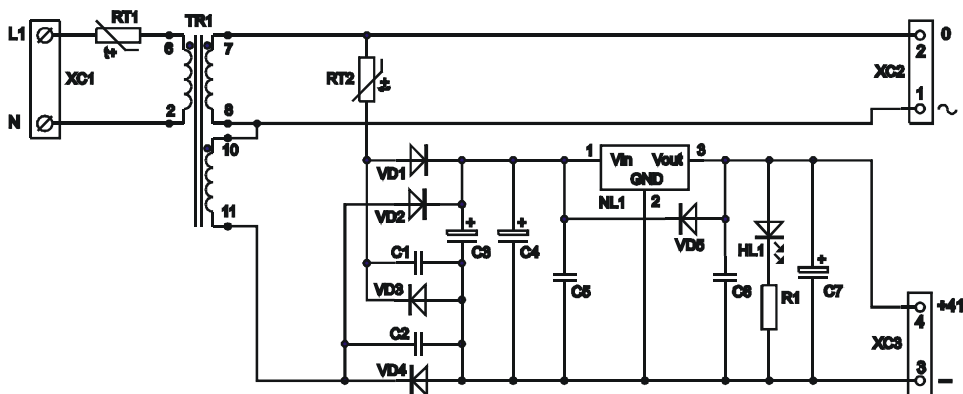 L1
RT1
t+
TR1
6
7
XC1
N
2
8
10
11
RT2
t+
0
2
XC2
1
~
VD1
VD2
C1
VD3
C2
VD4
+
C3
+
C4
1
Vin
Vout
3
GND
NL1
2
VD5
C5
C6
HL1
R1
+
C7
+41
4
XC3
3
–